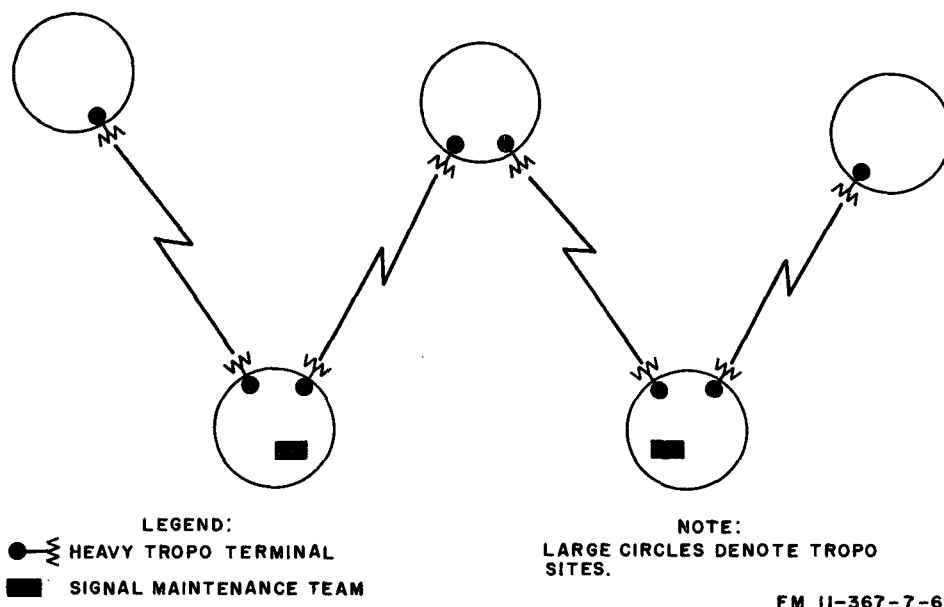 LEGEND:
HEAVY TROPO TERMINAL
SIGNAL MAINTENANCE TEAM
NOTE:
LARGE CIRCLES DENOTE TROPO
SITES.
FM 11-367-7-6